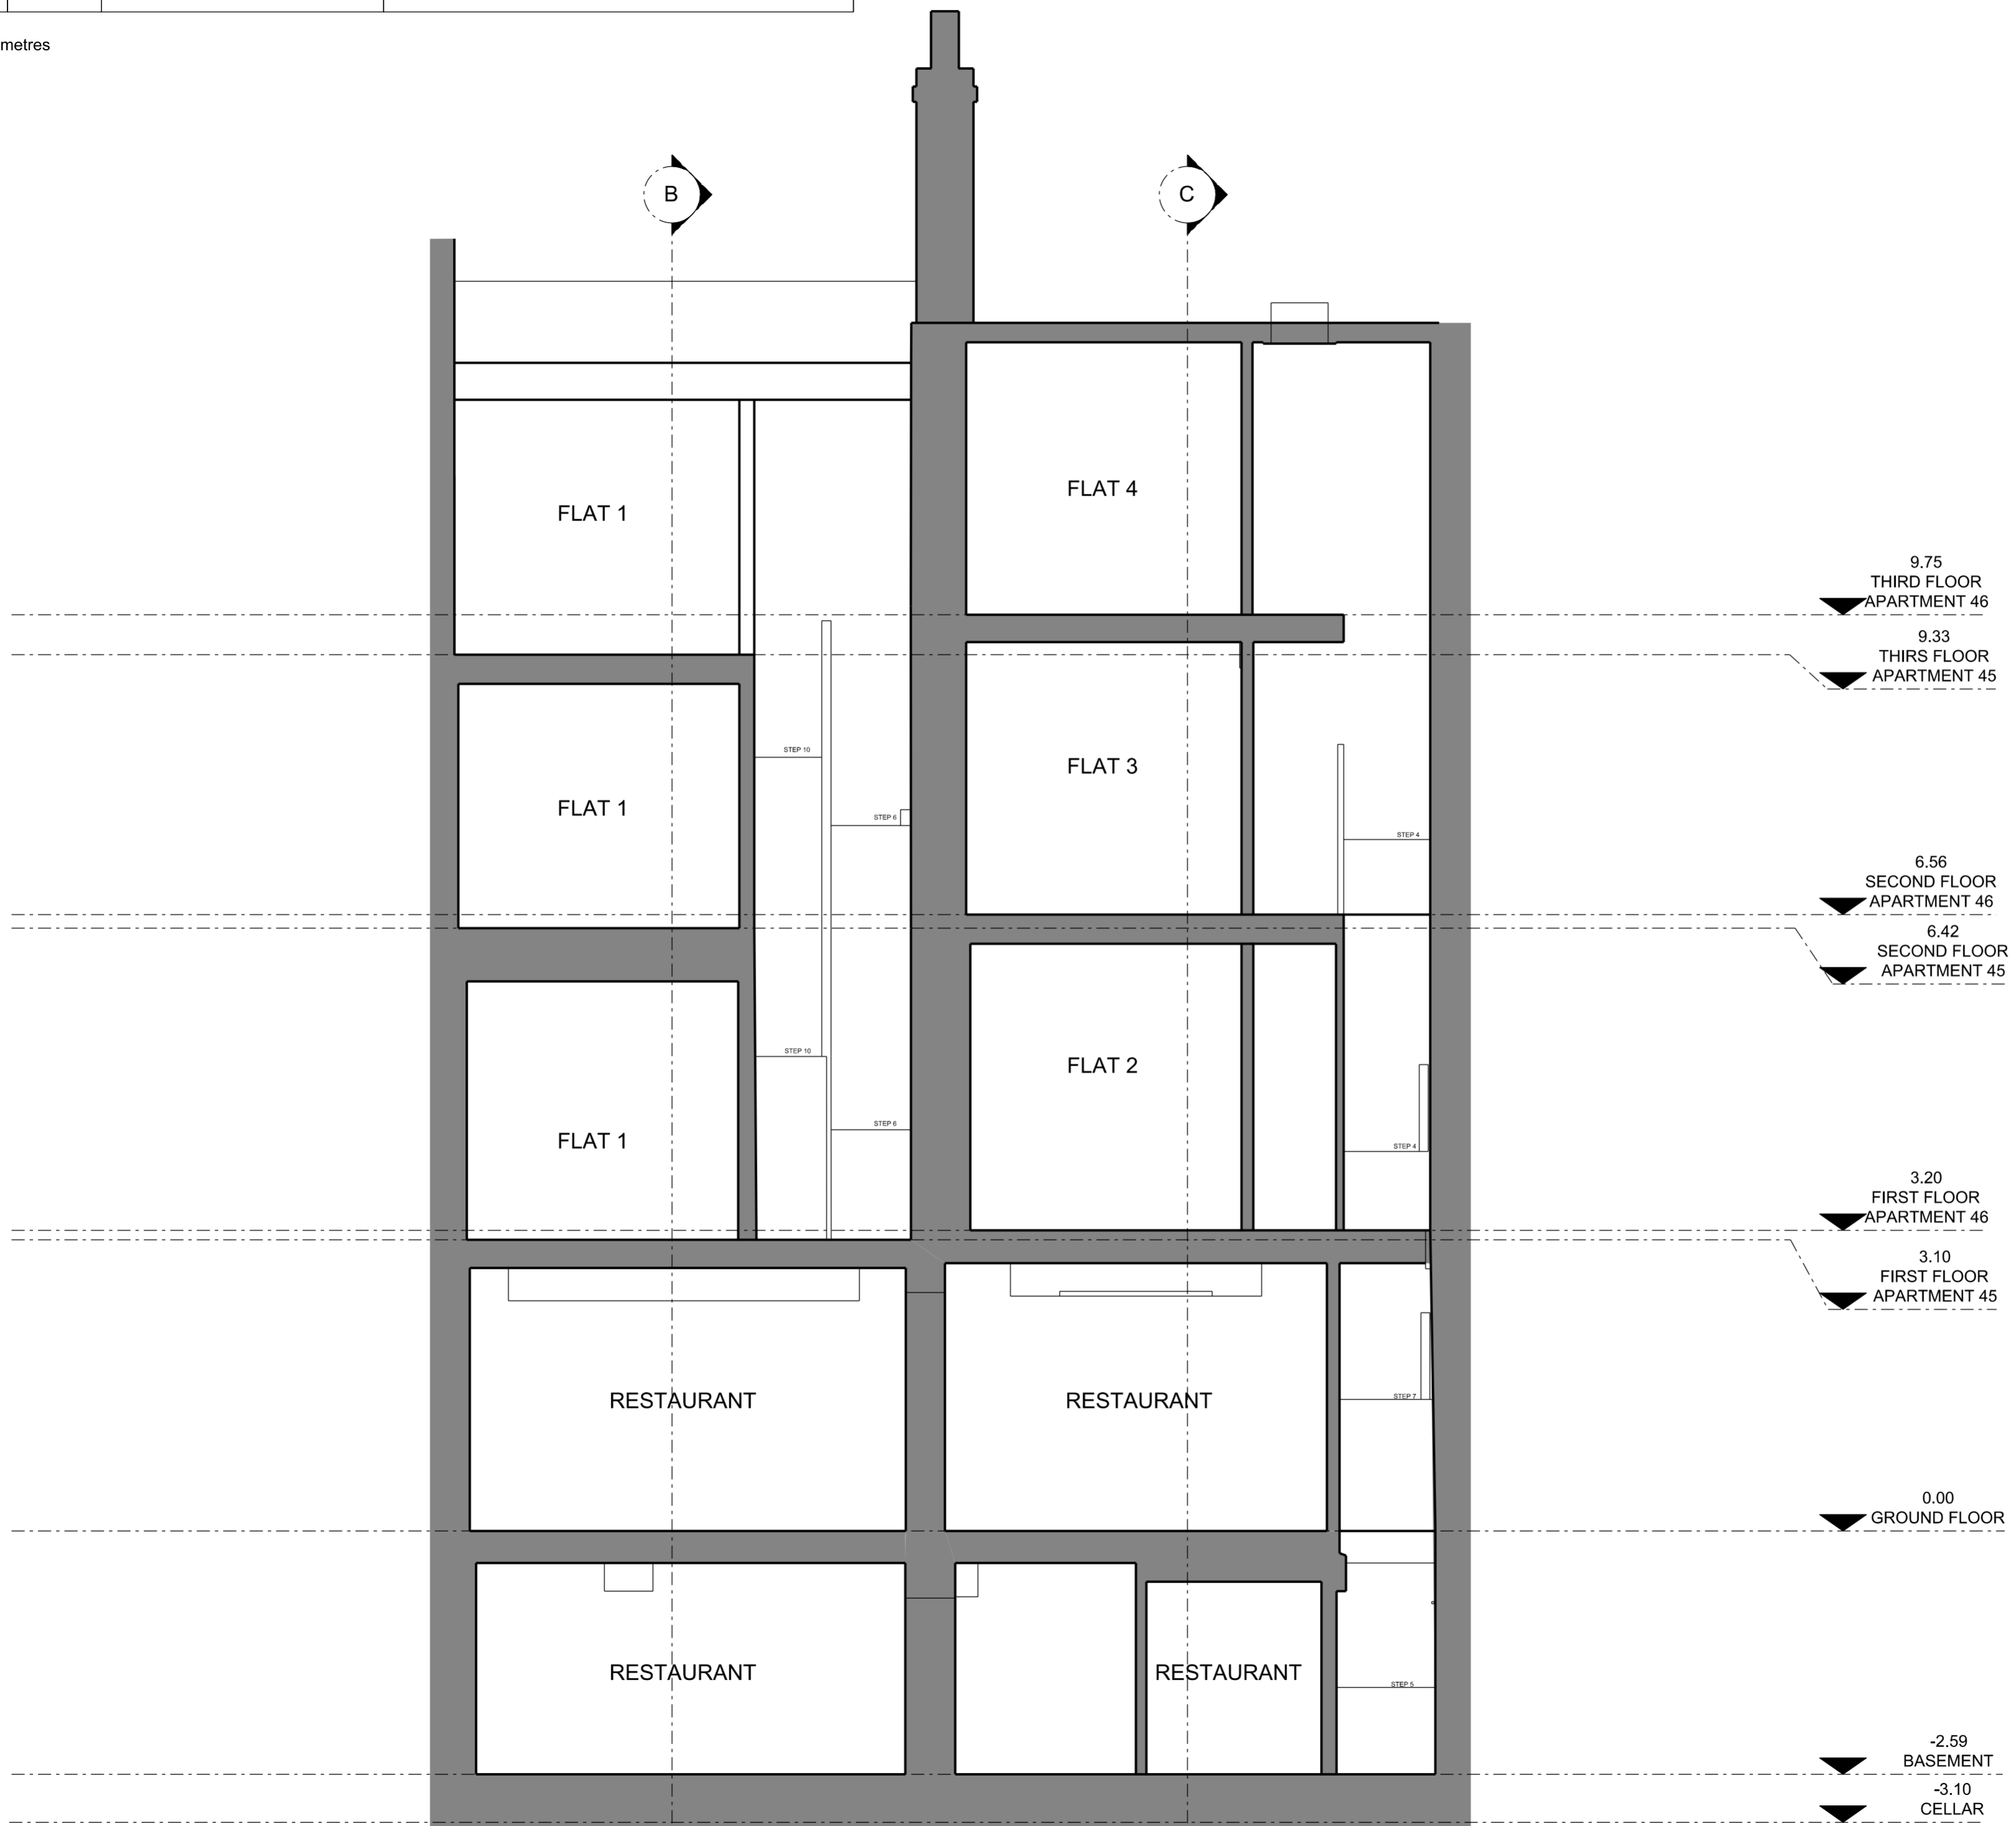 metres
B
C
FLAT 4
FLAT 1
9.75
THIRD FLOOR
APARTMENT 46
9.33
THIRS FLOOR
APARTMENT 45
STEP 10
FLAT 3
FLAT 1
STEP 6
STEP 4
6.56
SECOND FLOOR
APARTMENT 46
6.42
SECOND FLOOR
APARTMENT 45
STEP 10
FLAT 2
STEP 6
FLAT 1
STEP 4
3.20
FIRST FLOOR
APARTMENT 46
3.10
FIRST FLOOR
APARTMENT 45
STEP 7
RESTAURANT
RESTAURANT
0.00
GROUND FLOOR
RESTAURANT
RESTAURANT
STEP 5
-2.59
BASEMENT
-3.10
CELLAR